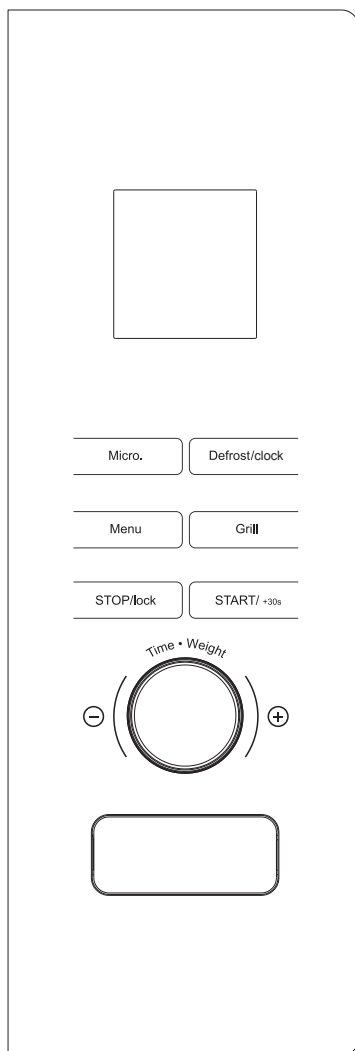 Micro. Defrost/clock
Menu Grill
STOP/lock START/ +30s
Time • Weight
− +